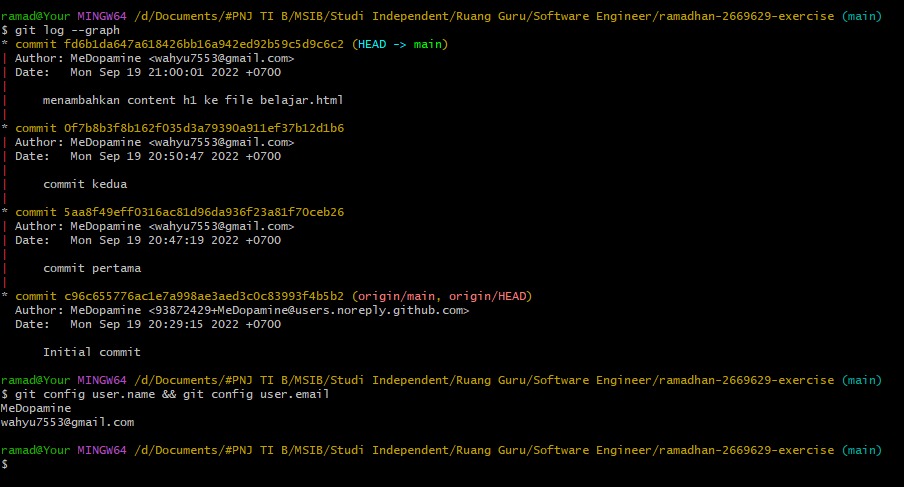 ramad@Your MINGW64 /d/Documents/#PNJ TI B/MSIB/Studi Independent/Ruang Guru/Software Engineer/ramadhan-2669629-exercise (main)
$ git log --graph
* commit fd6b1da647a618426bb16a942ed92b59c5d9c6c2 (HEAD -> main)
| Author: MeDopamine <wahyu7553@gmail.com>
| Date:   Mon Sep 19 21:00:01 2022 +0700
|
|     menambahkan content h1 ke file belajar.html
|
* commit 0f7b8b3f8b162f035d3a79390a911ef37b12d1b6
| Author: MeDopamine <wahyu7553@gmail.com>
| Date:   Mon Sep 19 20:50:47 2022 +0700
|
|     commit kedua
|
* commit 5aa8f49eff0316ac81d96da936f23a81f70ceb26
| Author: MeDopamine <wahyu7553@gmail.com>
| Date:   Mon Sep 19 20:47:19 2022 +0700
|
|     commit pertama
|
* commit c96c655776ac1e7a998ae3aed3c0c83993f4b5b2 (origin/main, origin/HEAD)
  Author: MeDopamine <93872429+MeDopamine@users.noreply.github.com>
  Date:   Mon Sep 19 20:29:15 2022 +0700

      Initial commit

ramad@Your MINGW64 /d/Documents/#PNJ TI B/MSIB/Studi Independent/Ruang Guru/Software Engineer/ramadhan-2669629-exercise (main)
$ git config user.name && git config user.email
MeDopamine
wahyu7553@gmail.com

ramad@Your MINGW64 /d/Documents/#PNJ TI B/MSIB/Studi Independent/Ruang Guru/Software Engineer/ramadhan-2669629-exercise (main)
$